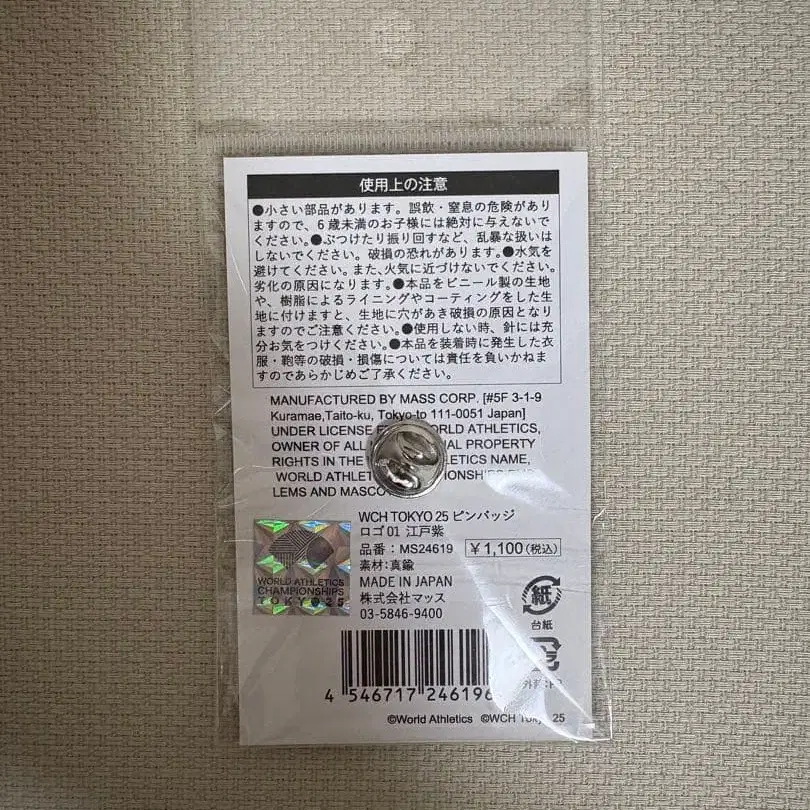 使用上の注意
●小さい部品があります。誤飲・窒息の危険があり
ますので、6歳未満のお子様には絶対に与えないで
ください。●ぶつけたり振り回すなど、乱暴な扱いは
しないでください。破損の恐れがあります。●水気を
避けてください。また、火気に近づけないでください。
劣化の原因になります。●本品をビニール製の生地
や、樹脂によるライニングやコーティングをした生
地に付けますと、生地に穴があき破損の原因となり
ますのでご注意ください。●使用しない時、針には充
分お気をつけください。●本品を装着時に発生した衣
服・鞄等の破損・損傷については責任を負いかねま
すのであらかじめご了承ください。
MANUFACTURED BY MASS CORP. [#5F 3-1-9
Kuramae,Taito-ku, Tokyo-tp 111-0051 Japan]
UNDER LICENSE WORLD ATHLETICS,
OWNER OF ALL PROPERTY
RIGHTS IN THE NAME,
WORLD
LEMS AND
WORLD ATHLETICS
CHAMPIONSHIPS
TOKYO25
WCH TOKYO 25 ピンバッジ
ロゴ01 江戸紫
品番：MS24619 ¥1,100(税込)
素材：真鍮
MADE IN JAPAN
株式会社マッス
03-5846-9400
紙
台紙
4 546717 24619
©World Athletics ©WCH 25